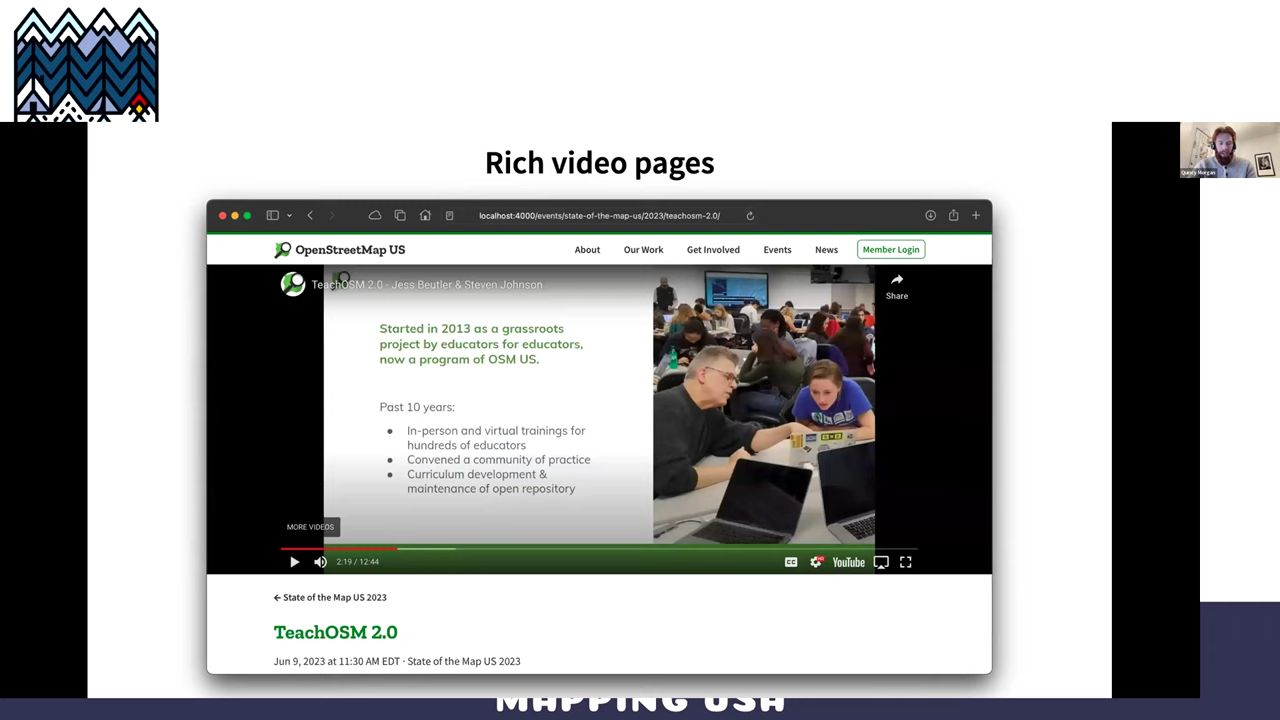 Rich video pages
Quincy Morgan
localhost:4000/events/state-of-the-map-us/2023/teachosm-2.0/
OpenStreetMap US
About
Our Work
Get Involved
Events
News
Member Login
TeachOSM 2.0 - Jess Beutler & Steven Johnson
Share
Started in 2013 as a grassroots
project by educators for educators,
now a program of OSM US.
Past 10 years:
● In-person and virtual trainings for
hundreds of educators
● Convened a community of practice
● Curriculum development &
maintenance of open repository
MORE VIDEOS
2:19 / 12:44
CC
HD
YouTube
← State of the Map US 2023
TeachOSM 2.0
Jun 9, 2023 at 11:30 AM EDT · State of the Map US 2023
MAPPING USA